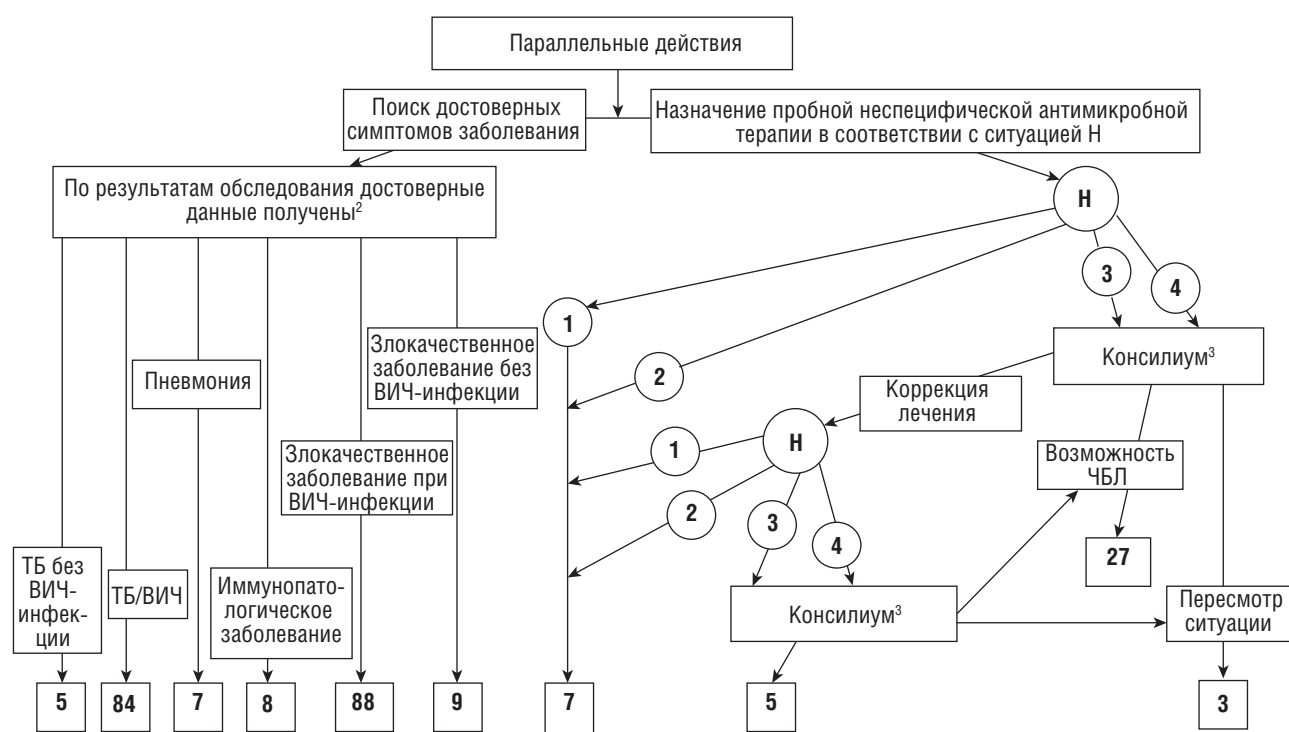 Параллельные действия
Поиск достоверных
симптомов заболевания
Назначение пробной неспецифической антимикробной
терапии в соответствии с ситуацией Н
По результатам обследования достоверные
данные получены²
Н
3
4
1
2
Злокачественное
заболевание без
ВИЧ-инфекции
Консилиум³
Пневмония
Коррекция
лечения
Н
1
2
3
4
Злокачественное
заболевание при
ВИЧ-инфекции
Возможность
ЧБЛ
27
ТБ без
ВИЧ-
инфек-
ции
ТБ/ВИЧ
Иммунопато-
логическое
заболевание
Консилиум³
Пересмотр
ситуации
5
84
7
8
88
9
7
5
3